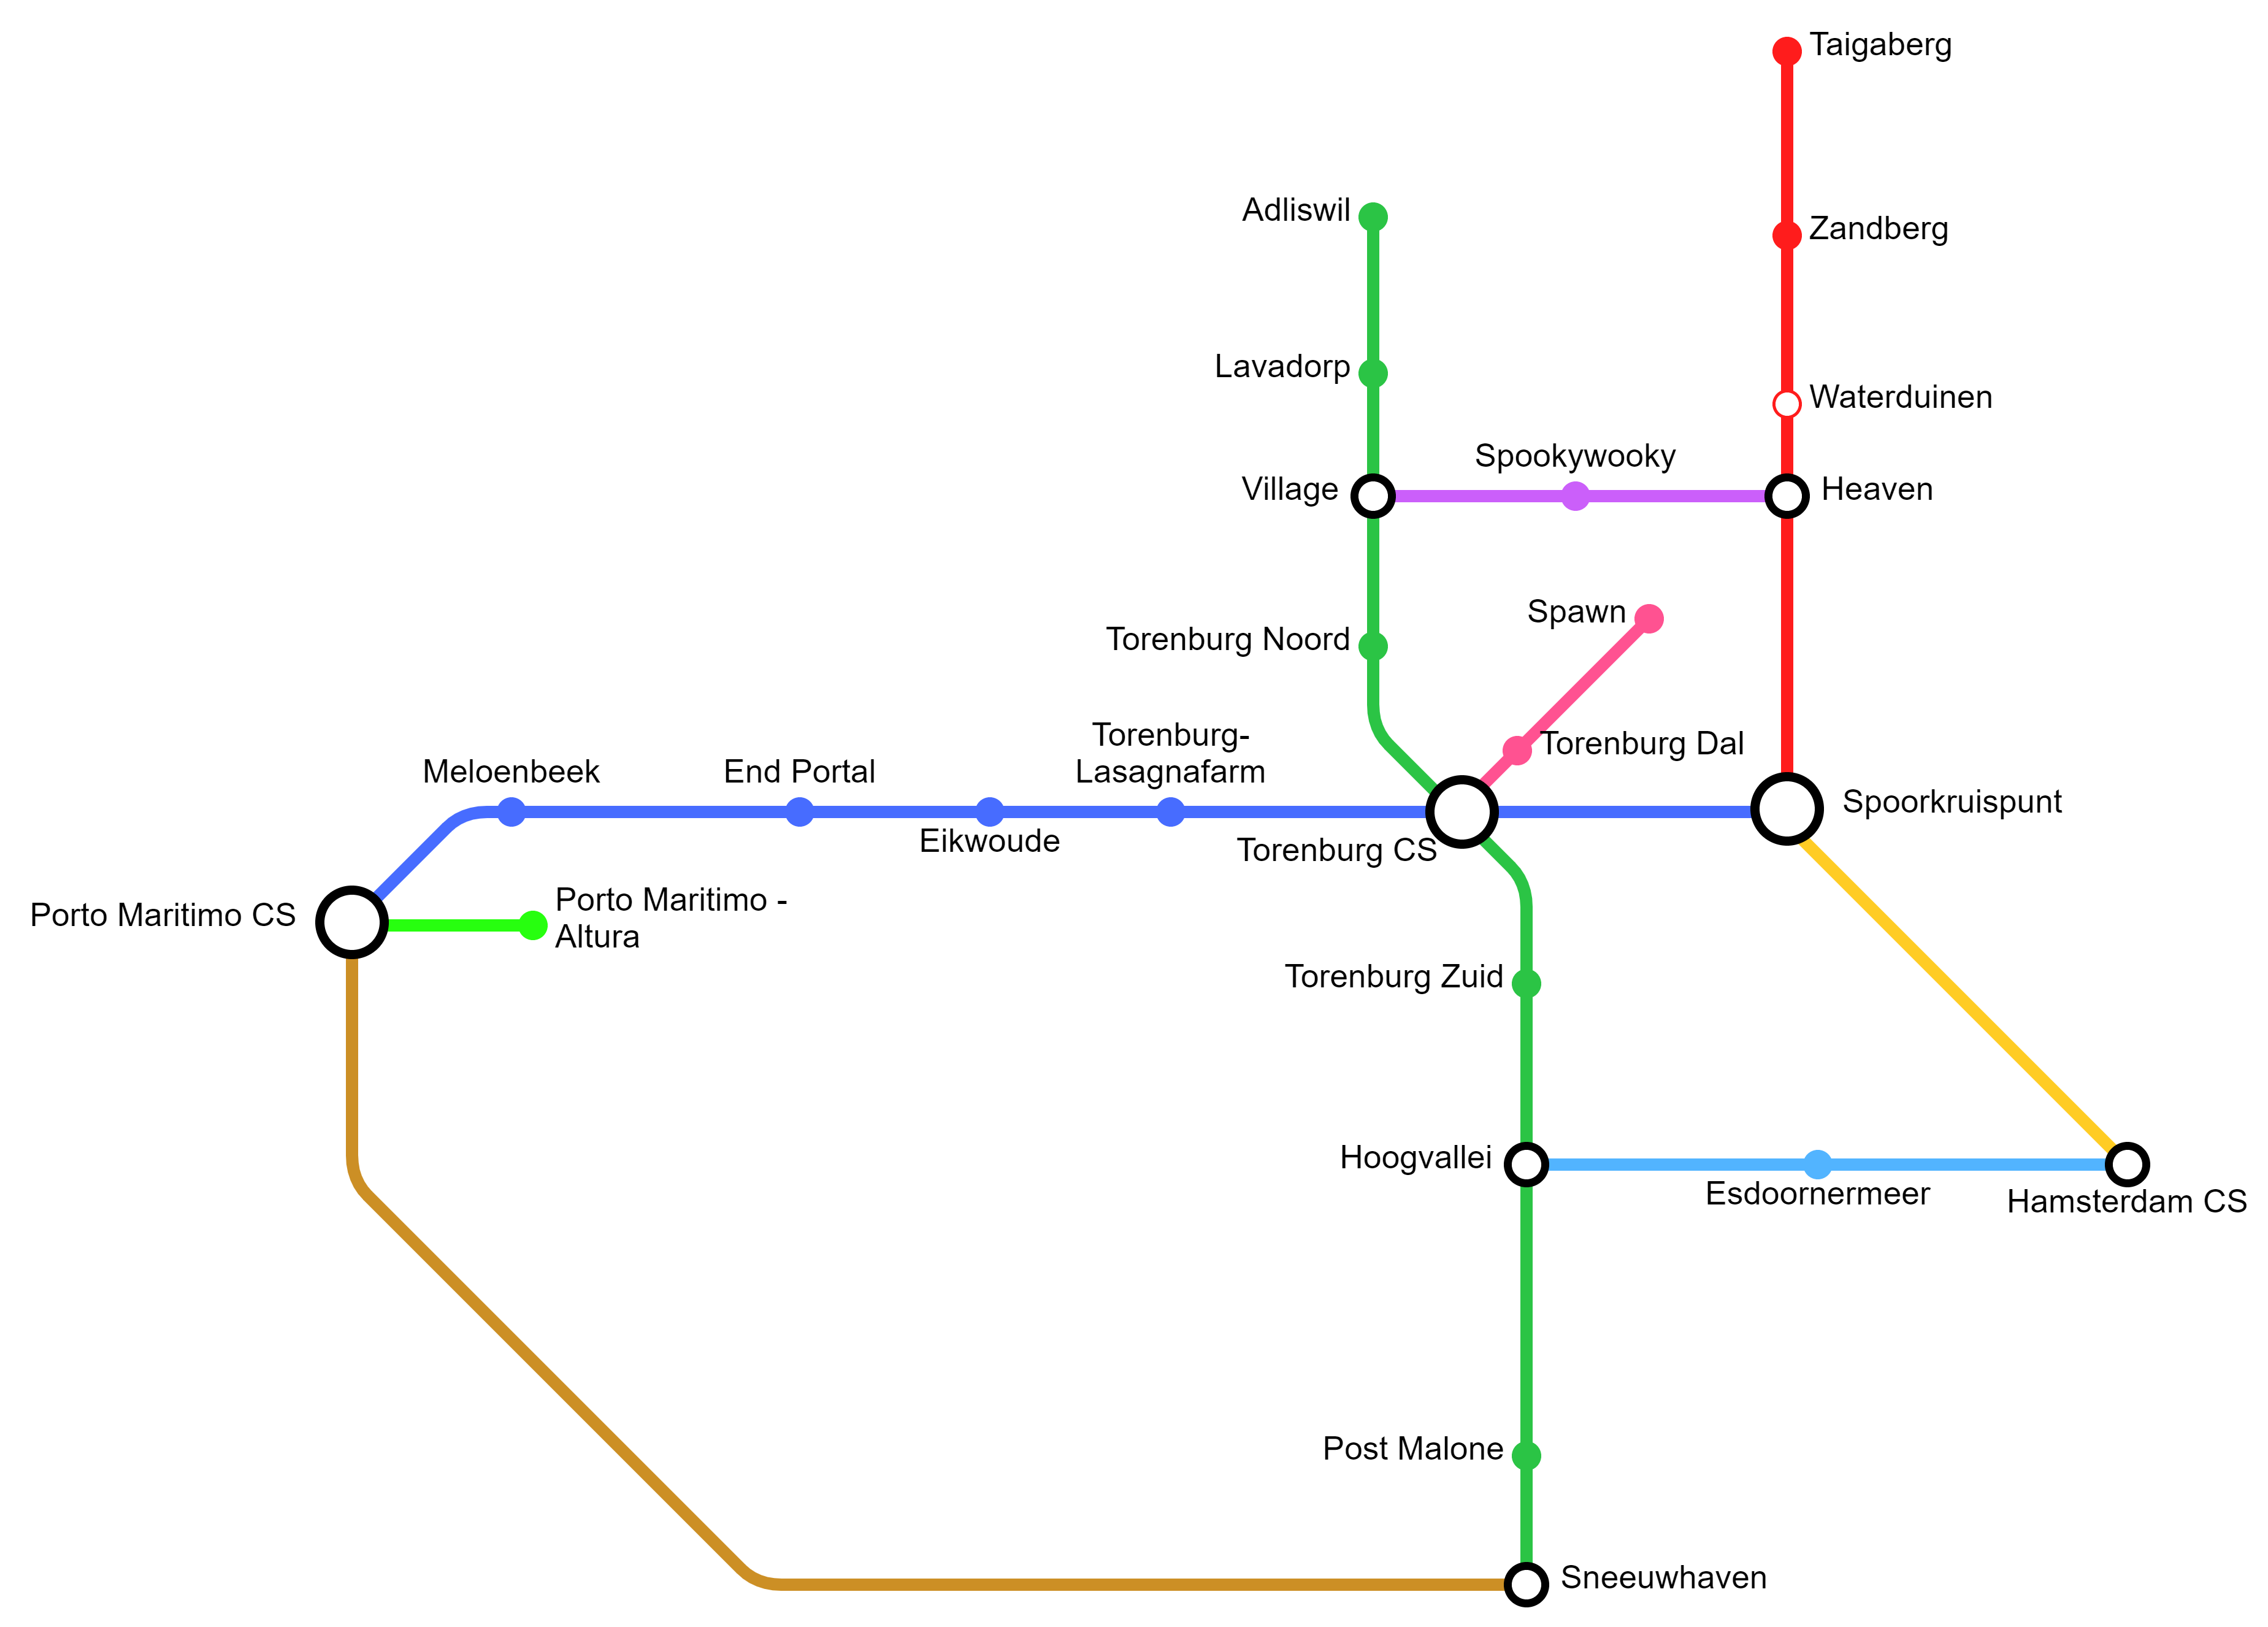 Taigaberg
Adliswil
Zandberg
Lavadorp
Waterduinen
Spookywooky
Village
Heaven
Spawn
Torenburg Noord
Torenburg-
Lasagnafarm
Torenburg Dal
Meloenbeek
End Portal
Spoorkruispunt
Eikwoude
Torenburg CS
Porto Maritimo CS
Porto Maritimo -
Altura
Torenburg Zuid
Hoogvallei
Esdoornermeer
Hamsterdam CS
Post Malone
Sneeuwhaven